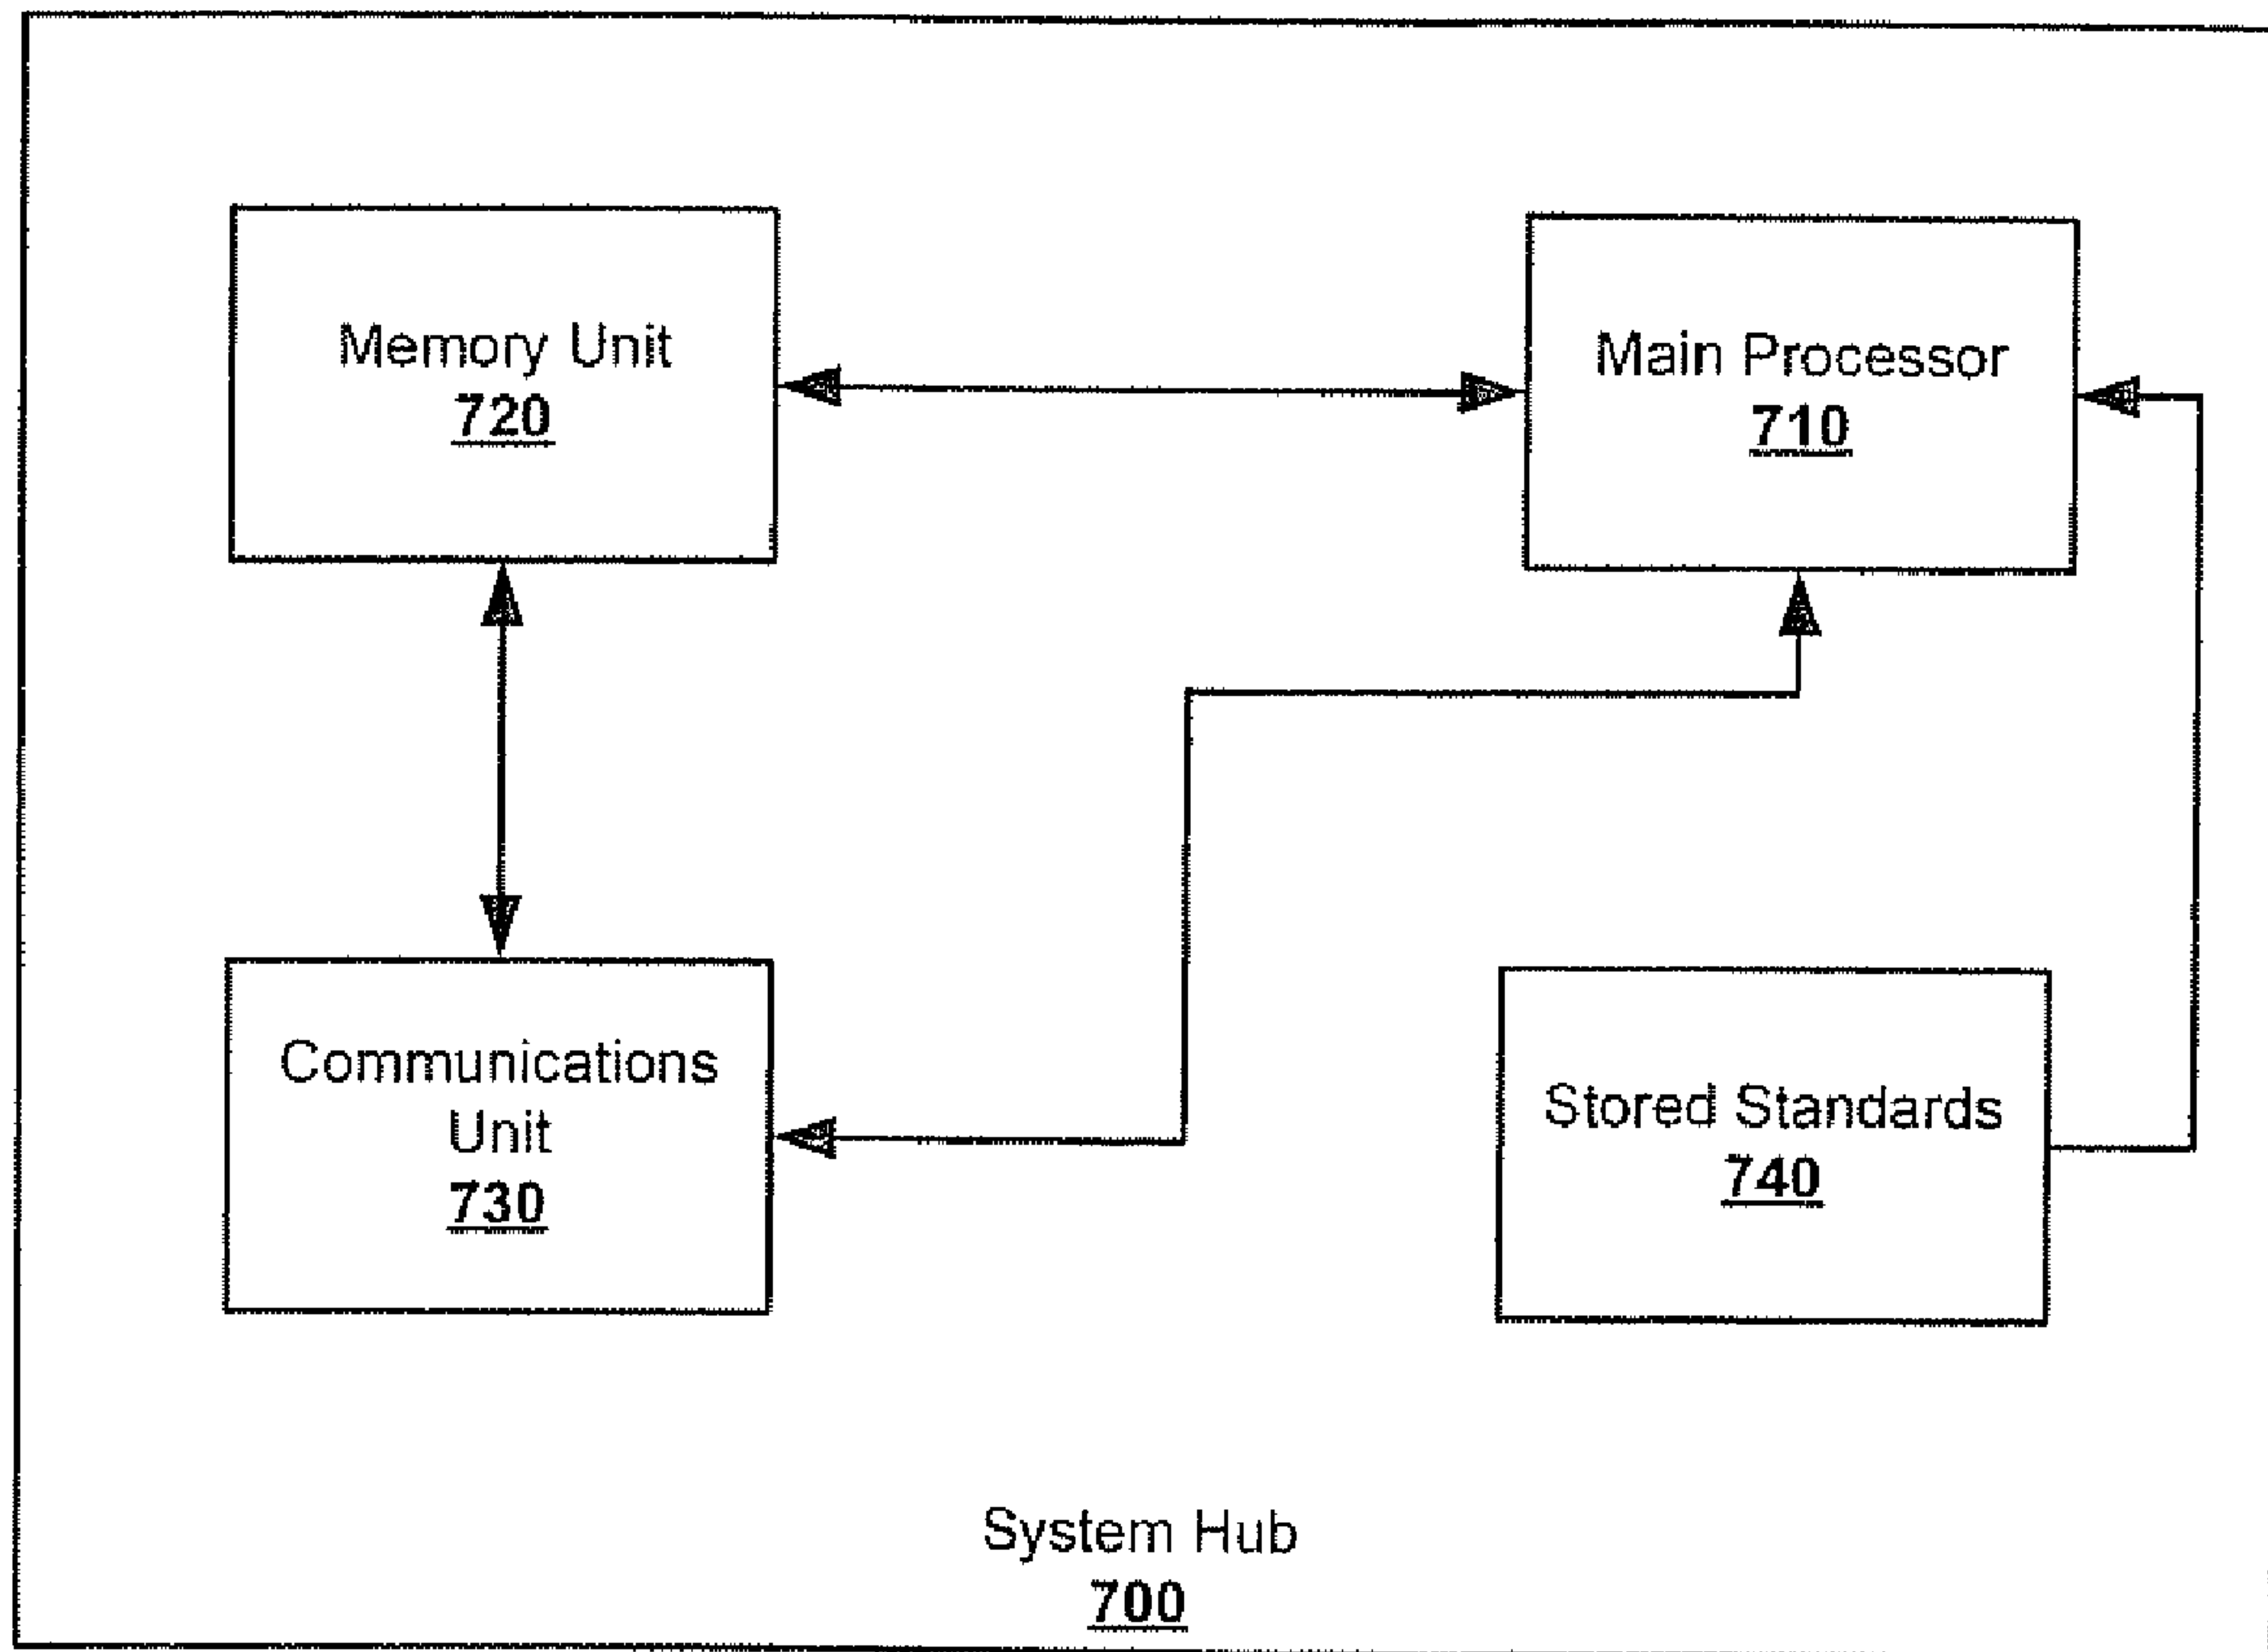 Memory Unit
720
Main Processor
710
Communications
Unit
730
Stored Standards
740
System Hub
700